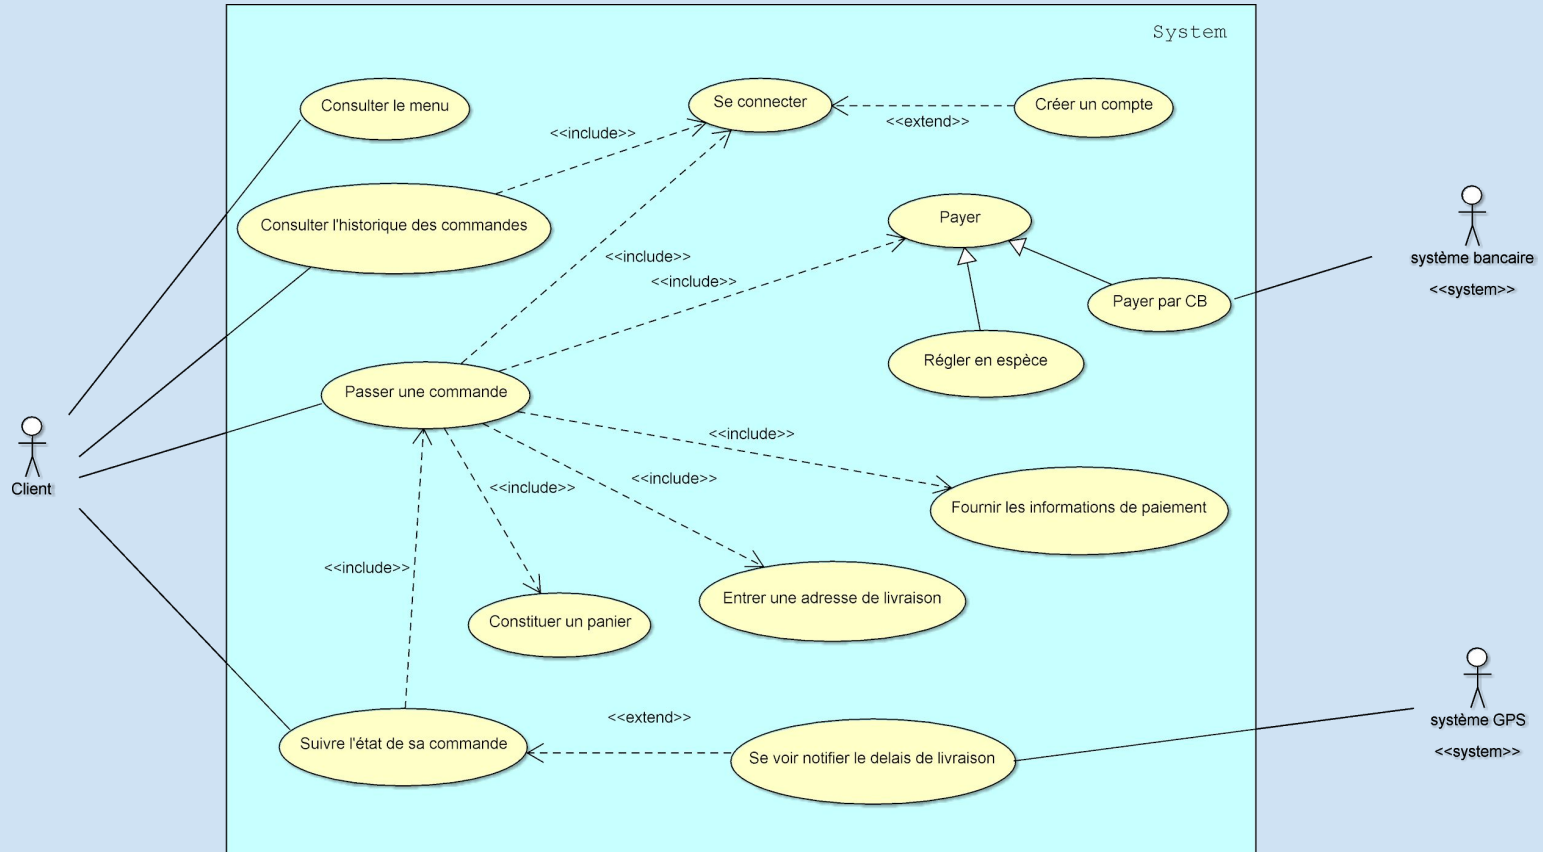 System
Consulter le menu
Se connecter
<<extend>>
Créer un compte
<<include>>
Consulter l'historique des commandes
Payer
<<include>>
<<include>>
système bancaire
<<system>>
Payer par CB
Régler en espèce
Passer une commande
<<include>>
Client
<<include>>
<<include>>
Fournir les informations de paiement
<<include>>
Entrer une adresse de livraison
Constituer un panier
<<extend>>
Suivre l'état de sa commande
Se voir notifier le delais de livraison
système GPS
<<system>>